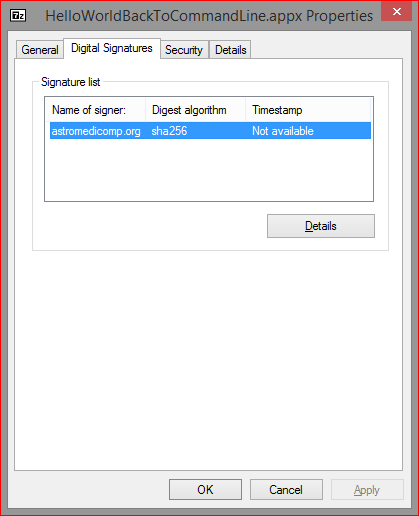 7z HelloWorldBackToCommandLine.appx Properties
General Digital Signatures Security Details
Signature list
Name of signer: Digest algorithm Timestamp
astromedicomp.org sha256 Not available
Details
OK Cancel Apply